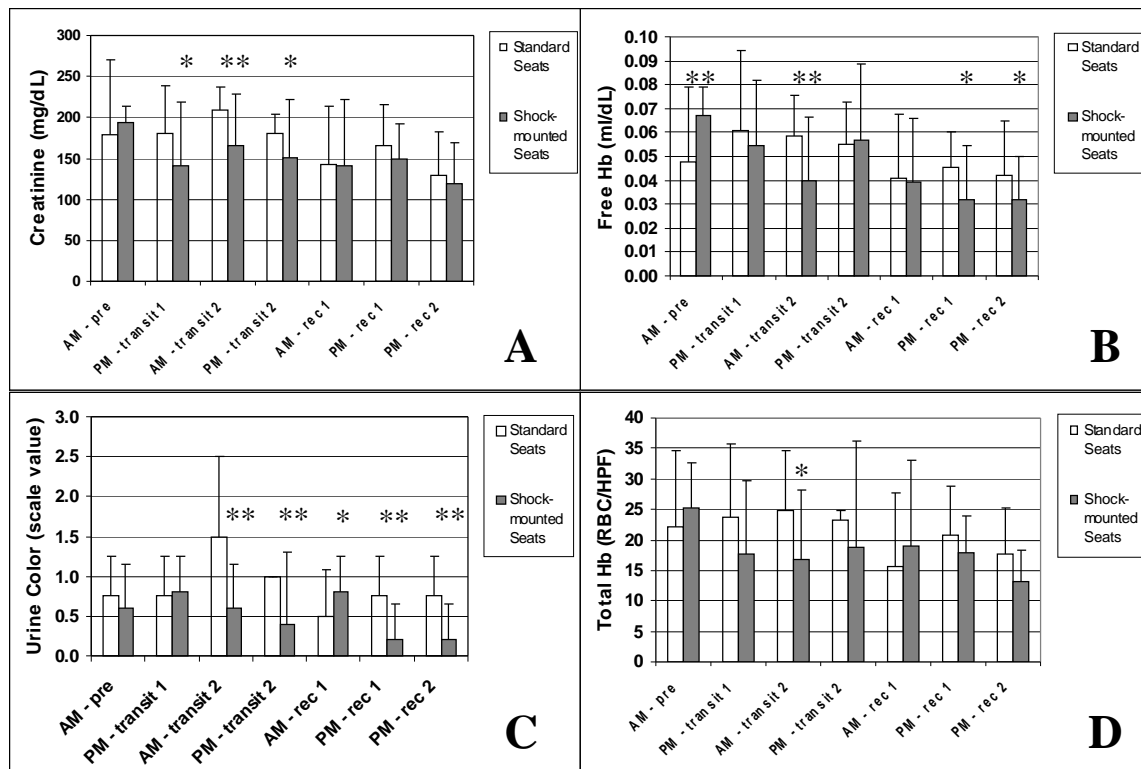 300
250
200
150
100
50
0
Creatinine (mg/dL)
* ** *
AM - pre
PM - transit 1
AM - transit 2
PM - transit 2
AM - rec 1
PM - rec 1
PM - rec 2
Standard
Seats
Shock-
mounted
Seats
A
0.10
0.09
0.08
0.07
0.06
0.05
0.04
0.03
0.02
0.01
0.00
Free Hb (ml/dL)
** ** * *
AM - pre
PM - transit 1
AM - transit 2
PM - transit 2
AM - rec 1
PM - rec 1
PM - rec 2
Standard
Seats
Shock-
mounted
Seats
B
3.0
2.5
2.0
1.5
1.0
0.5
0.0
Urine Color (scale value)
** ** * ** **
AM - pre
PM - transit 1
AM - transit 2
PM - transit 2
AM - rec 1
PM - rec 1
PM - rec 2
Standard
Seats
Shock-
mounted
Seats
C
40
35
30
25
20
15
10
5
0
Total Hb (RBC/HPF)
*
AM - pre
PM - transit 1
AM - transit 2
PM - transit 2
AM - rec 1
PM - rec 1
PM - rec 2
Standard
Seats
Shock-
mounted
Seats
D